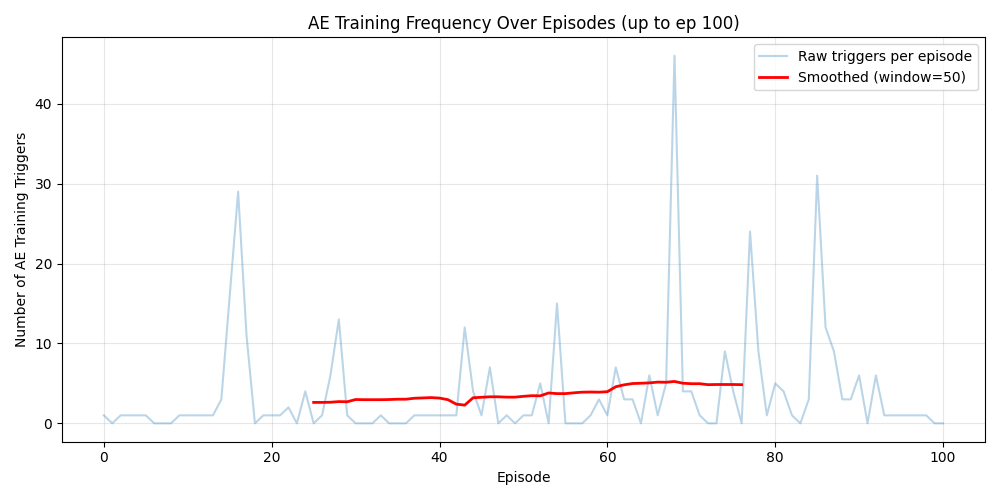 AE Training Frequency Over Episodes (up to ep 100)
Raw triggers per episode
Smoothed (window=50)
Number of AE Training Triggers
40
30
20
10
0
0 20 40 60 80 100
Episode